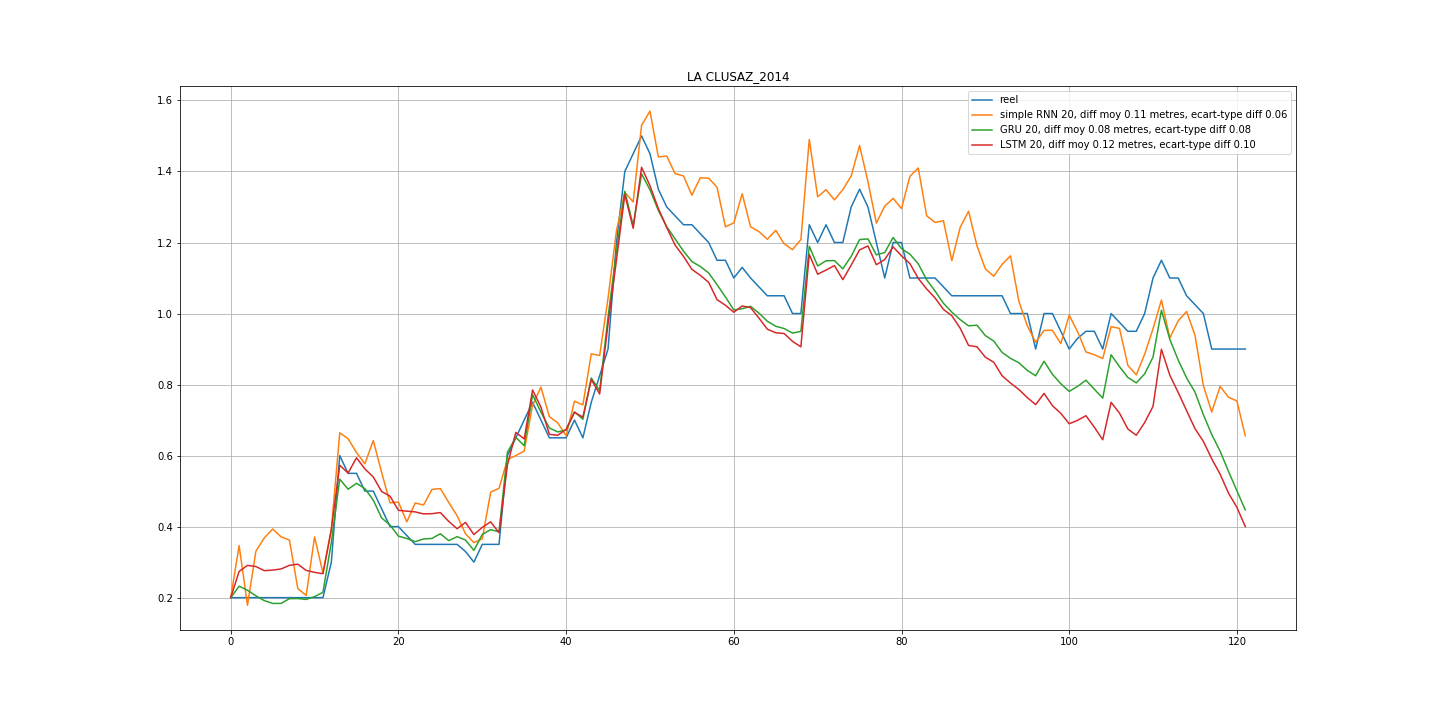 LA CLUSAZ_2014
reel
simple RNN 20, diff moy 0.11 metres, ecart-type diff 0.06
GRU 20, diff moy 0.08 metres, ecart-type diff 0.08
LSTM 20, diff moy 0.12 metres, ecart-type diff 0.10
1.6
1.4
1.2
1.0
0.8
0.6
0.4
0.2
0 20 40 60 80 100 120